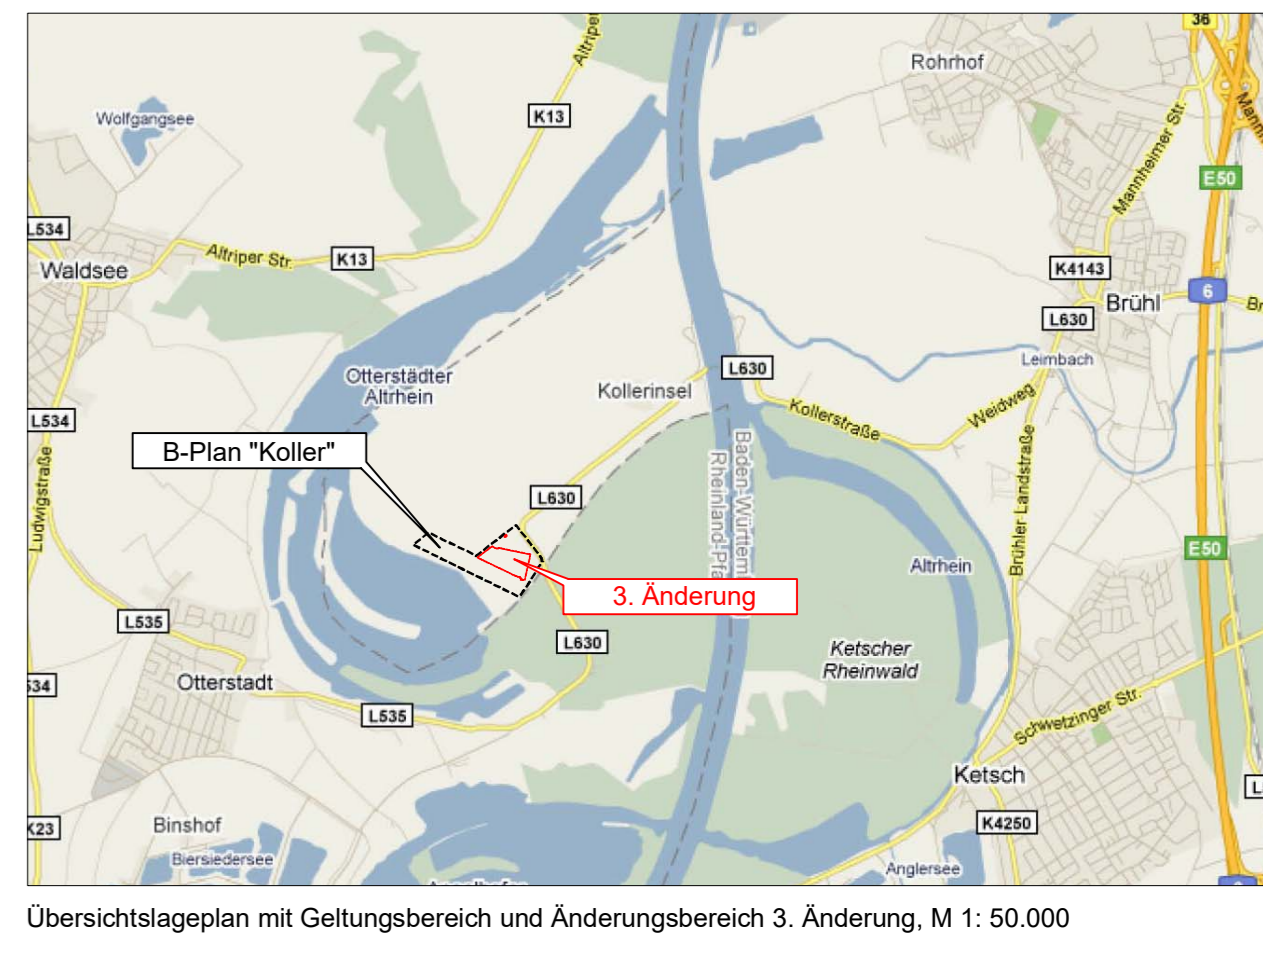 36
Altripe
Rohrhof
K13
Wolfgangsee
Mannheimer Str.
E50
L534
Altriper Str.
K13
Waldsee
K4143
6
Brühl
L630
Leimbach
L630
Otterstädter
Altrhein
Kollerinsel
Kollerstraße
Weidweg
L534
B-Plan "Koller"
Baden-Württem
Rheinland-Pfa
Ludwigstraße
L630
Brühler Landstraße
E50
Altrhein
3. Änderung
L535
L630
Ketscher
Rheinwald
534
Otterstadt
L535
Schwetzinger Str.
Ketsch
K23
Binshof
K4250
Biersiedersee
Anglersee
Übersichtslageplan mit Geltungsbereich und Änderungsbereich 3. Änderung, M 1: 50.000